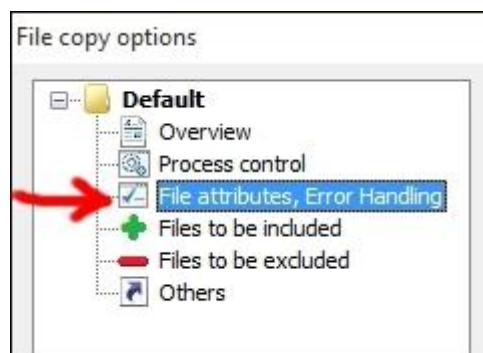 File copy options
Default
Overview
Process control
File attributes, Error Handling
Files to be included
Files to be excluded
Others